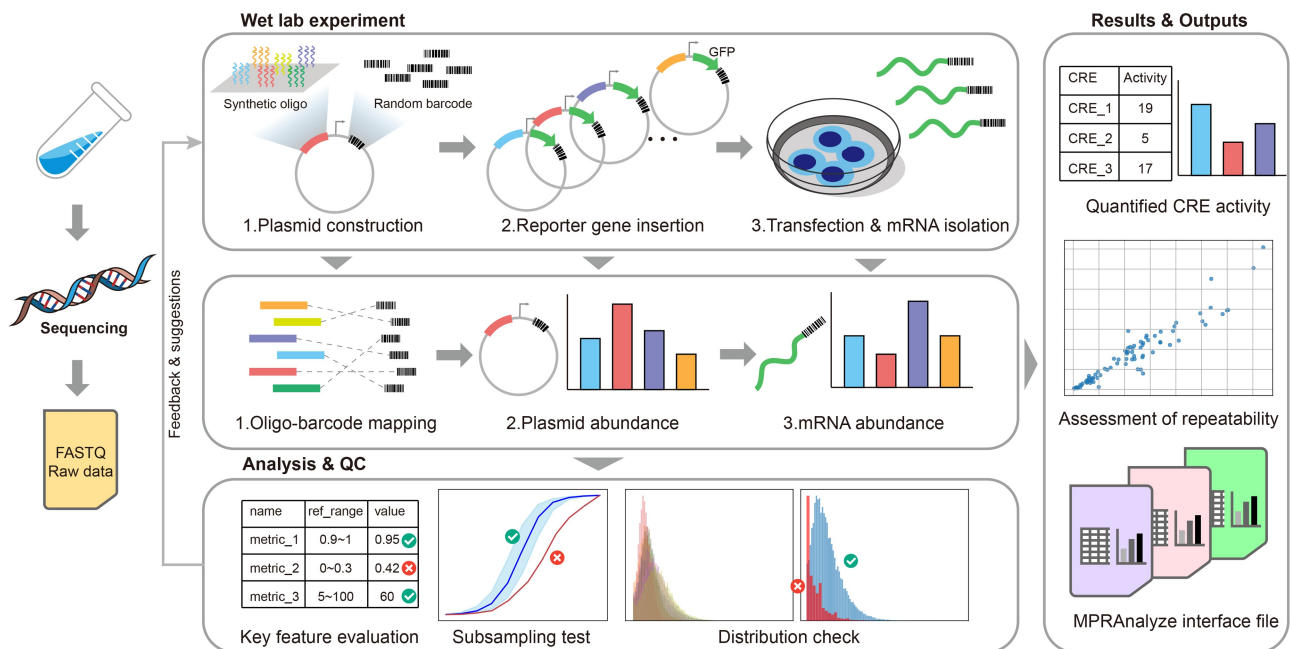 Wet lab experiment
Synthetic oligo
Random barcode
GFP
1.Plasmid construction
2.Reporter gene insertion
3.Transfection & mRNA isolation
Sequencing
FASTQ
Raw data
Feedback & suggestions
1.Oligo-barcode mapping
2.Plasmid abundance
3.mRNA abundance
Analysis & QC
name ref_range value
metric_1 0.9~1 0.95
metric_2 0~0.3 0.42
metric_3 5~100 60
Key feature evaluation
Subsampling test
Distribution check
Results & Outputs
CRE Activity
CRE_1 19
CRE_2 5
CRE_3 17
Quantified CRE activity
Assessment of repeatability
MPRAnalyze interface file